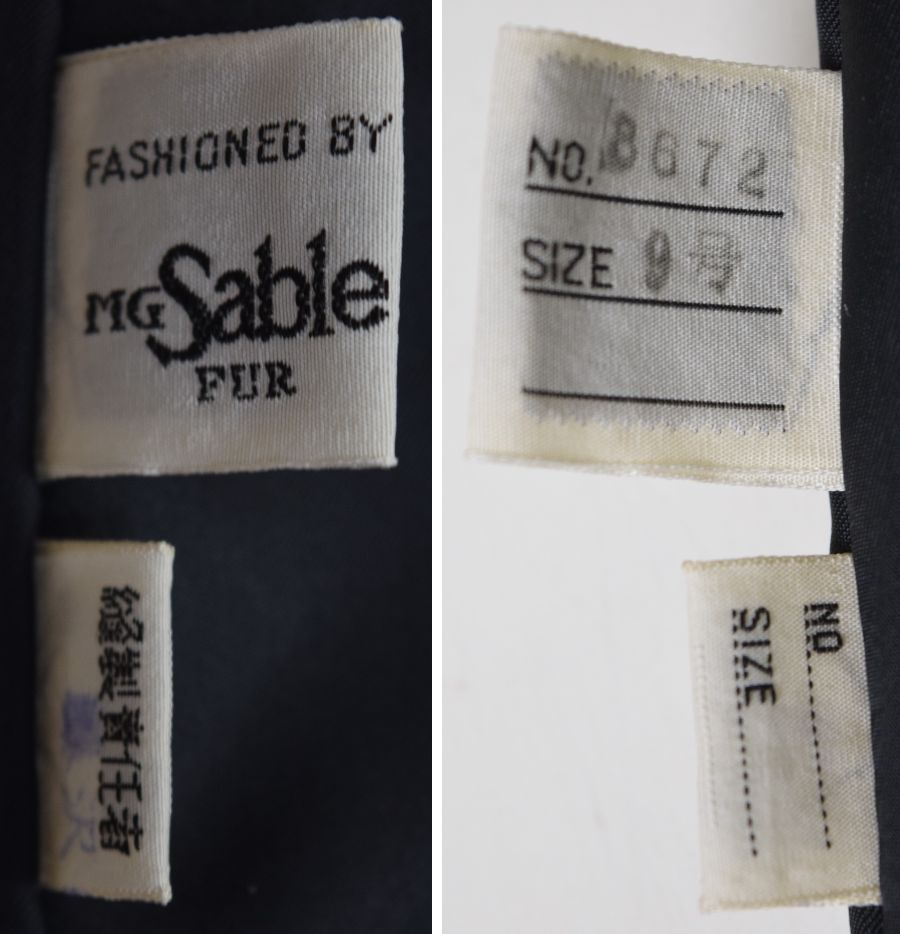 FASHIONED BY
MG Sable
FUR
縫製責任者
NO. 8672
SIZE 9号
NO.
SIZE